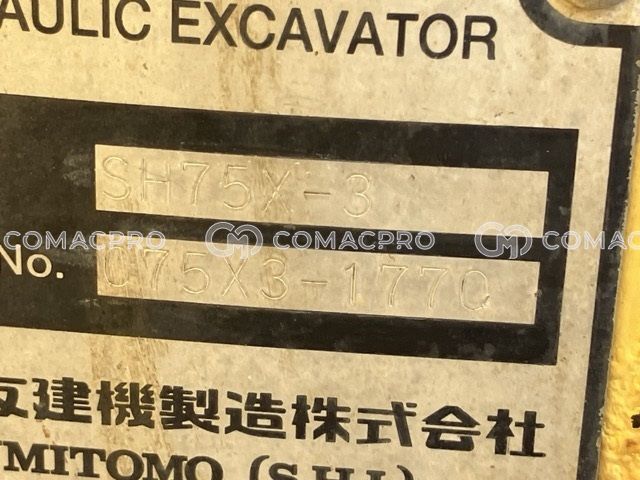 AULIC EXCAVATOR
SH75X-3
COMACPRO COMACPRO COMACPRO
No. 075X3-1770
友建機製造株式会社
UMITOMO (S.H.I.)